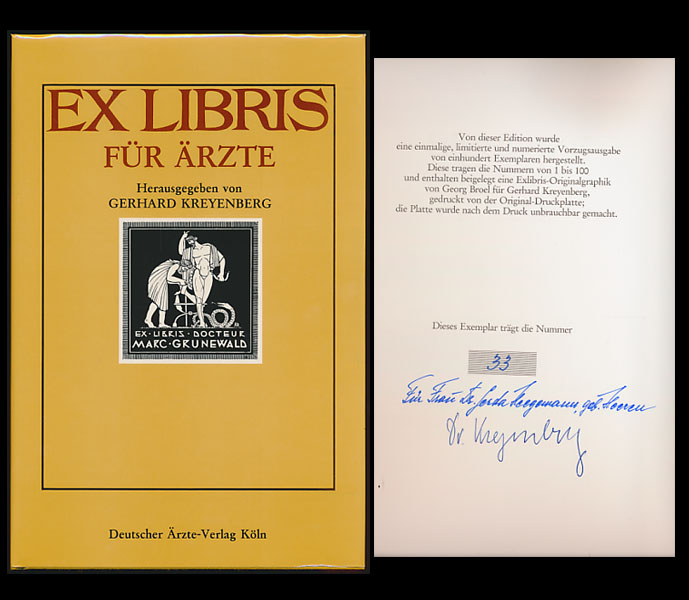 EX LIBRIS
FÜR ÄRZTE
Herausgegeben von
GERHARD KREYENBERG
EX·LIBRIS·DOCTEUR
MARC·GRUNEWALD
Deutscher Ärzte-Verlag Köln
Von dieser Edition wurde
eine einmalige, limitierte und numerierte Vorzugsausgabe
von einhundert Exemplaren hergestellt.
Diese tragen die Nummern von 1 bis 100
und enthalten beigelegt eine Exlibris-Originalgraphik
von Georg Broel für Gerhard Kreyenberg,
gedruckt von der Original-Druckplatte;
die Platte wurde nach dem Druck unbrauchbar gemacht.
Dieses Exemplar trägt die Nummer
33
Für Frau Dr. Gerda geb. Heeren
Dr. Kreyenberg